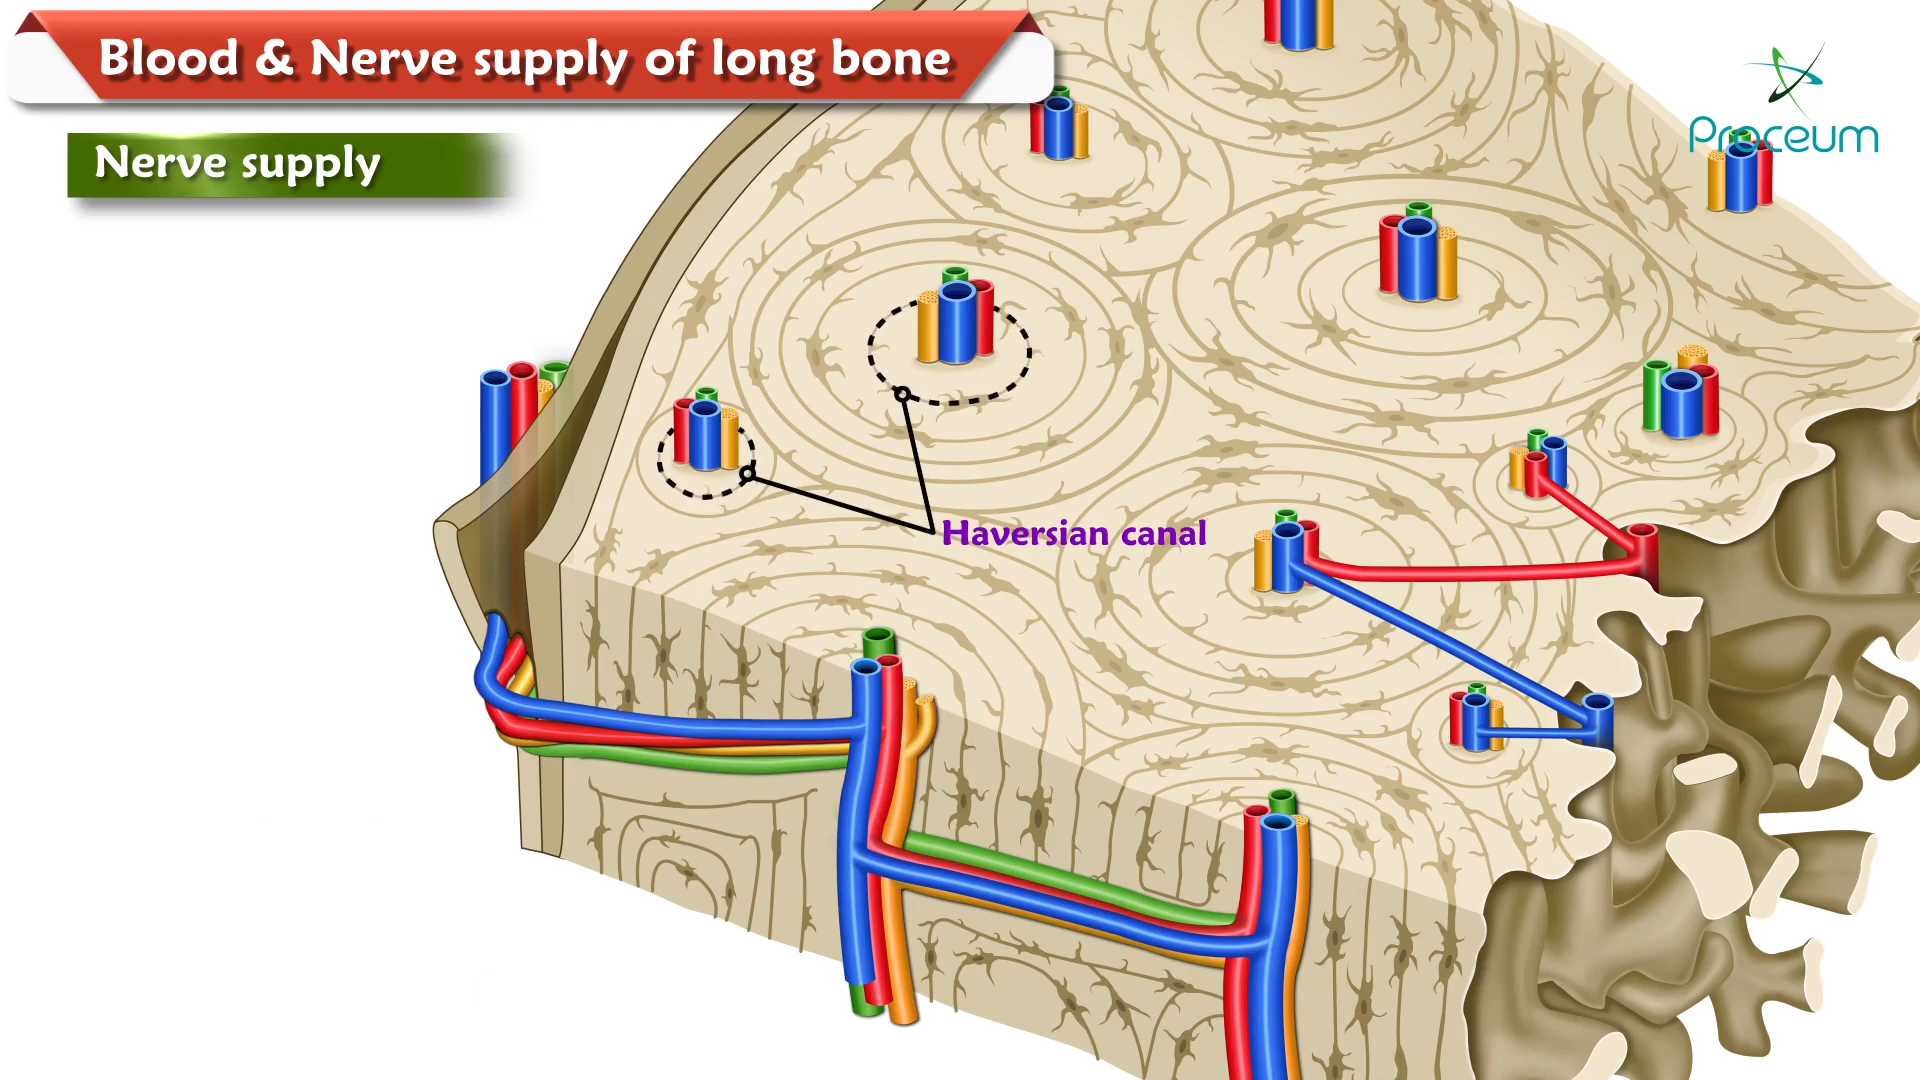 Blood & Nerve supply of long bone
Proceum
Nerve supply
Haversian canal